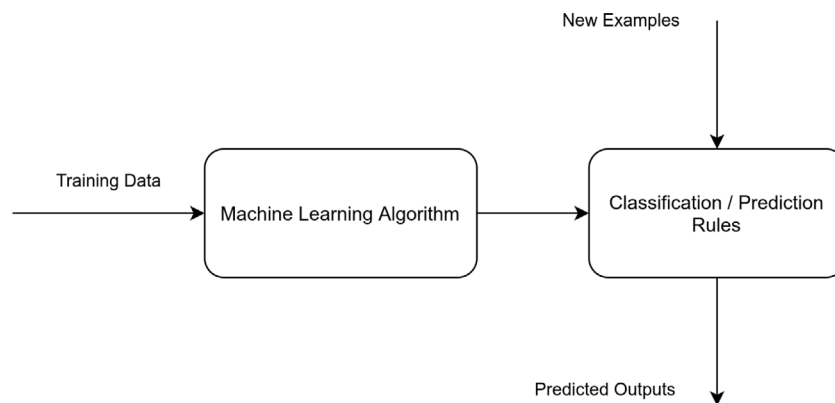 New Examples
Training Data
Machine Learning Algorithm
Classification / Prediction
Rules
Predicted Outputs